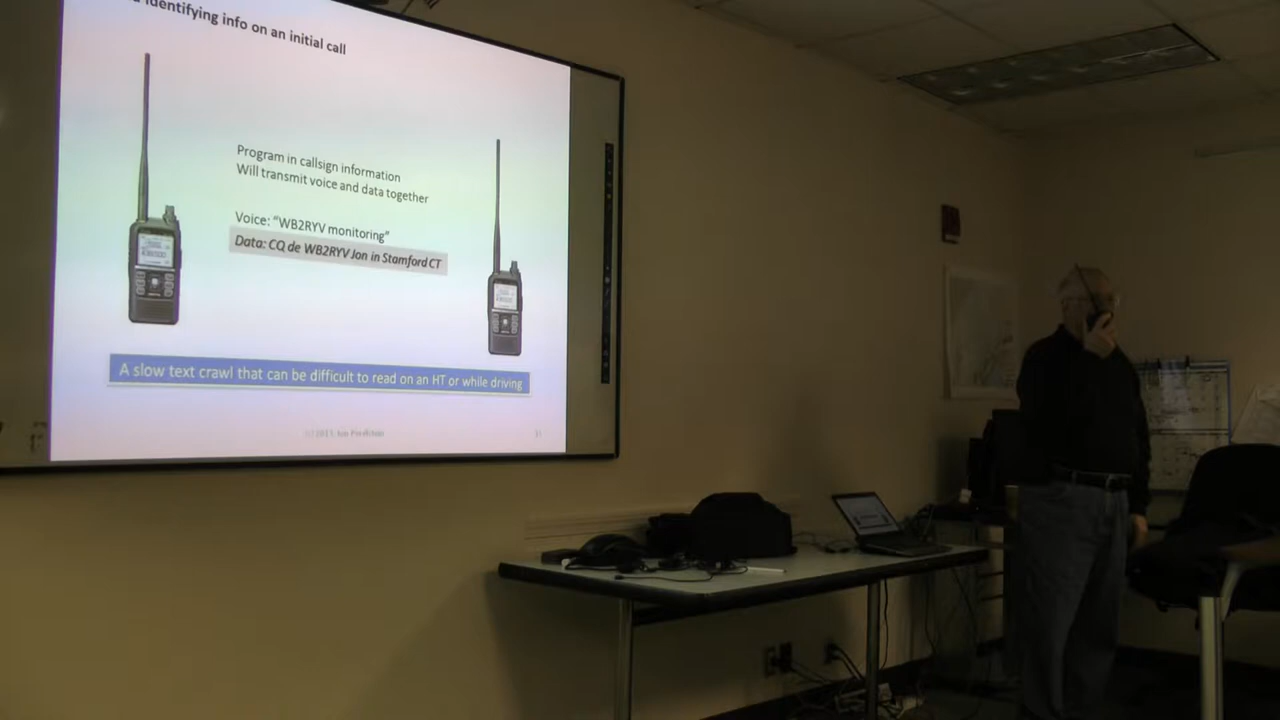 identifying info on an initial call
Program in callsign information
Will transmit voice and data together
Voice: "WB2RYV monitoring"
Data: CQ de WB2RYV Jon in Stamford CT
A slow text crawl that can be difficult to read on an HT or while driving